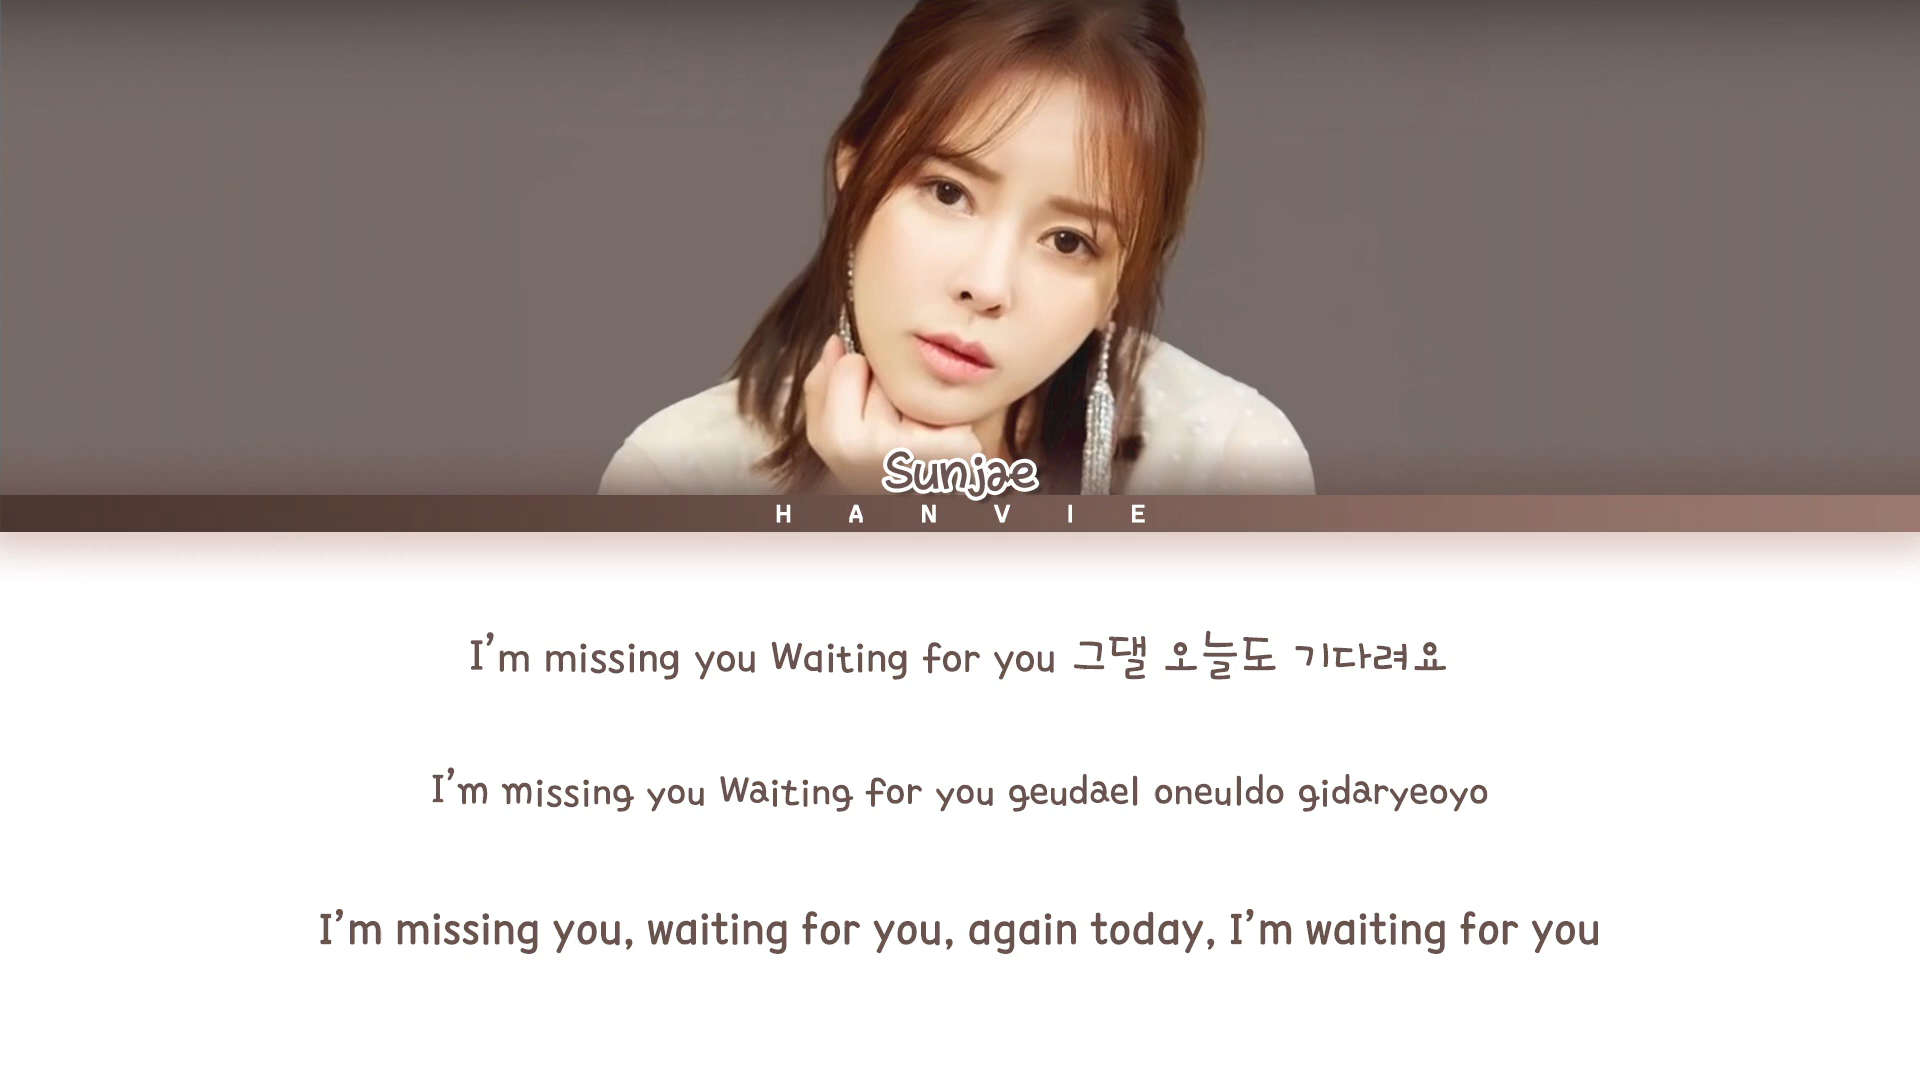 Sunjae
HANVIE
I’m missing you Waiting for you 그댈 오늘도 기다려요
I’m missing you Waiting for you geudael oneuldo gidaryeoyo
I’m missing you, waiting for you, again today, I’m waiting for you